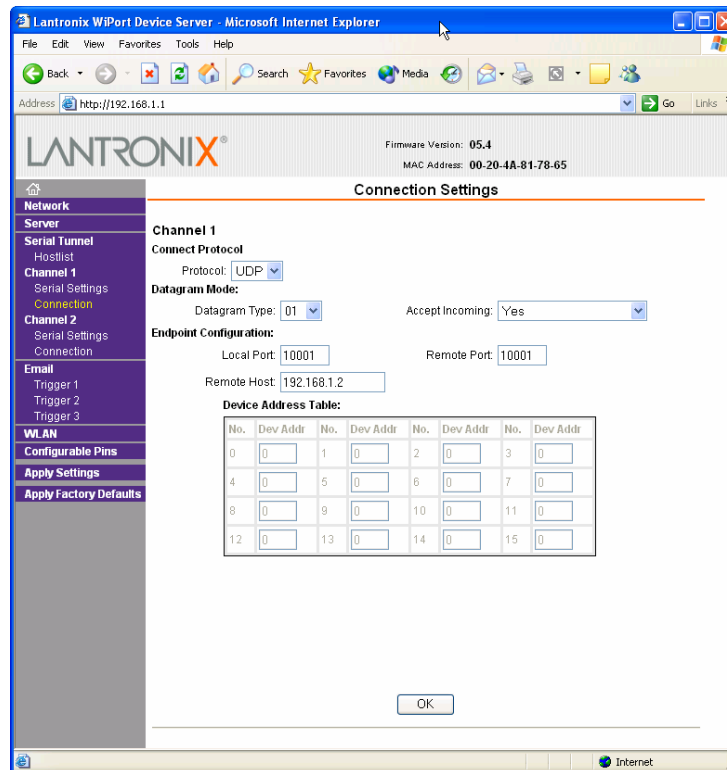 Lantronix WiPort Device Server - Microsoft Internet Explorer
File Edit View Favorites Tools Help
Back Search Favorites Media
Address http://192.168.1.1 Go Links
LANTRONIX®
Firmware Version: 05.4
MAC Address: 00-20-4A-81-78-65
Connection Settings
Network
Server
Serial Tunnel
Hostlist
Channel 1
Serial Settings
Connection
Channel 2
Serial Settings
Connection
Email
Trigger 1
Trigger 2
Trigger 3
WLAN
Configurable Pins
Apply Settings
Apply Factory Defaults
Channel 1
Connect Protocol
Protocol: UDP
Datagram Mode:
Datagram Type: 01 Accept Incoming: Yes
Endpoint Configuration:
Local Port: 10001 Remote Port: 10001
Remote Host: 192.168.1.2
Device Address Table:
No. Dev Addr No. Dev Addr No. Dev Addr No. Dev Addr
0 0 1 0 2 0 3 0
4 0 5 0 6 0 7 0
8 0 9 0 10 0 11 0
12 0 13 0 14 0 15 0
OK
Internet